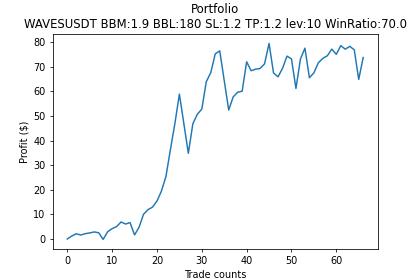 Portfolio
WAVESUSDT BBM:1.9 BBL:180 SL:1.2 TP:1.2 lev:10 WinRatio:70.0
80
70
60
50
40
30
20
10
0
Profit ($)
0 10 20 30 40 50 60
Trade counts